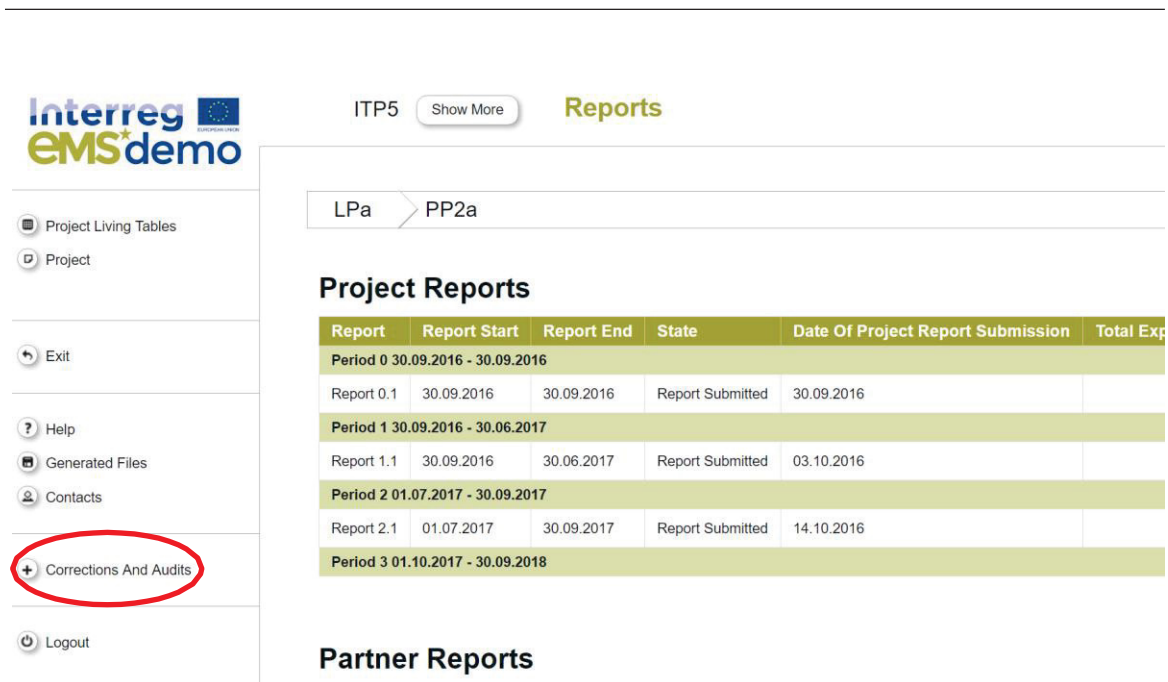 Interreg
EUROPEAN UNION
eMS demo
ITP5 Show More Reports
LPa PP2a
Project Living Tables
Project
Exit
Help
Generated Files
Contacts
Corrections And Audits
Logout
Project Reports
Report Report Start Report End State Date Of Project Report Submission Total Exp
Period 0 30.09.2016 - 30.09.2016
Report 0.1 30.09.2016 30.09.2016 Report Submitted 30.09.2016
Period 1 30.09.2016 - 30.06.2017
Report 1.1 30.09.2016 30.06.2017 Report Submitted 03.10.2016
Period 2 01.07.2017 - 30.09.2017
Report 2.1 01.07.2017 30.09.2017 Report Submitted 14.10.2016
Period 3 01.10.2017 - 30.09.2018
Partner Reports